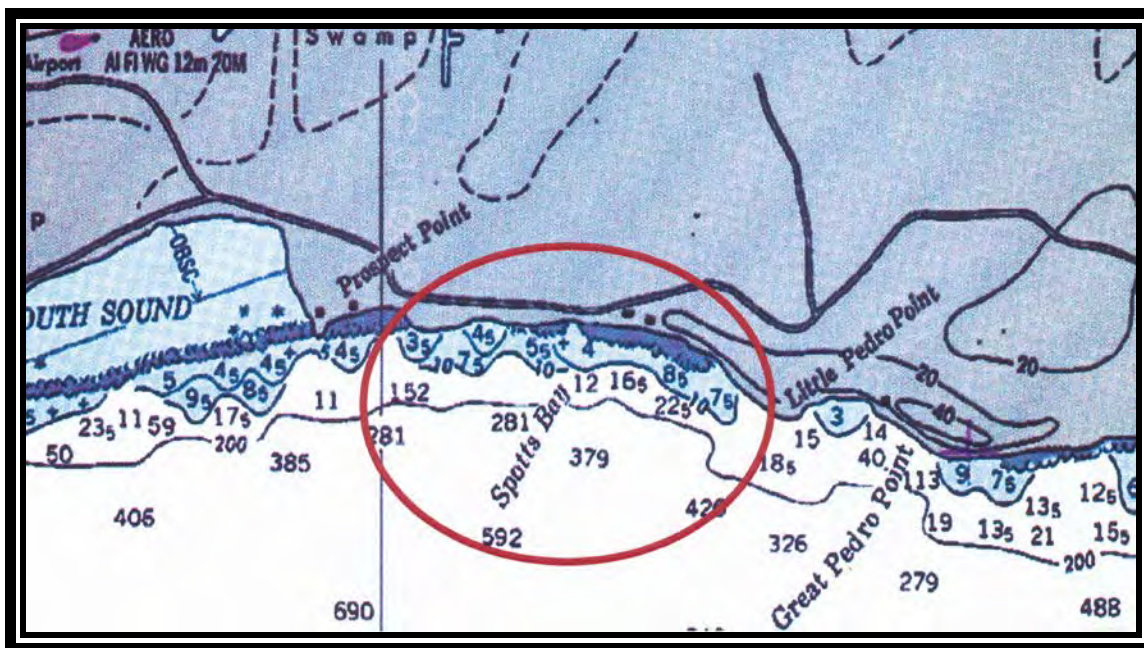 AERO
Airport Al Fl WG 12m 20M
Swamp
P
Prospect Point
OBSC
OUTH SOUND
Little Pedro Point
20
20
40
4₅ 3₅ 4₅ 5₅ 4
10 7₅ 10 8₅
5 4₅ 4₅
9₅ 8₅
12 16₅ 7₅
152 22₅ 10
11 3
23₅ 11 59 17₅ 15 14
50 200 281 281 Spotts Bay 18₅ 40 113 9 7₅
385 379 12₅
13₅
406 426 19 13₅ 21 15₅
592 326 200
Great Pedro Point
279
690 488